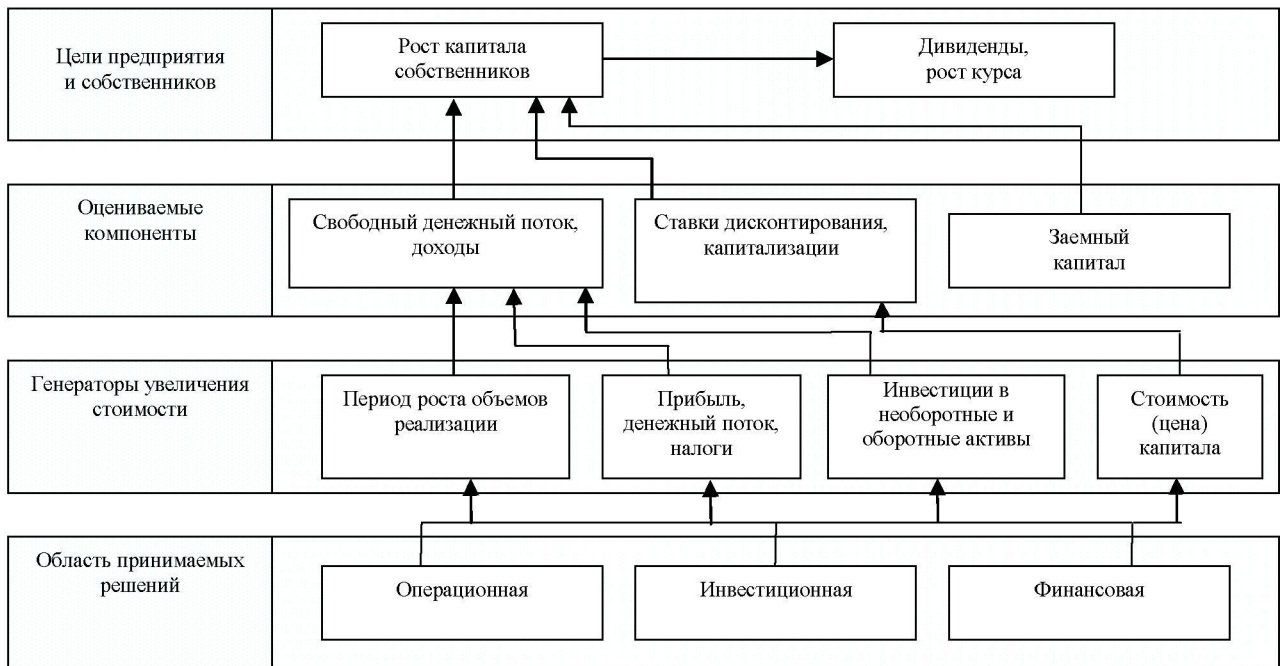 Цели предприятия
и собственников
Рост капитала
собственников
Дивиденды,
рост курса
Оцениваемые
компоненты
Свободный денежный поток,
доходы
Ставки дисконтирования,
капитализации
Заемный
капитал
Генераторы увеличения
стоимости
Период роста объемов
реализации
Прибыль,
денежный поток,
налоги
Инвестиции в
необоротные и
оборотные активы
Стоимость
(цена)
капитала
Область принимаемых
решений
Операционная
Инвестиционная
Финансовая